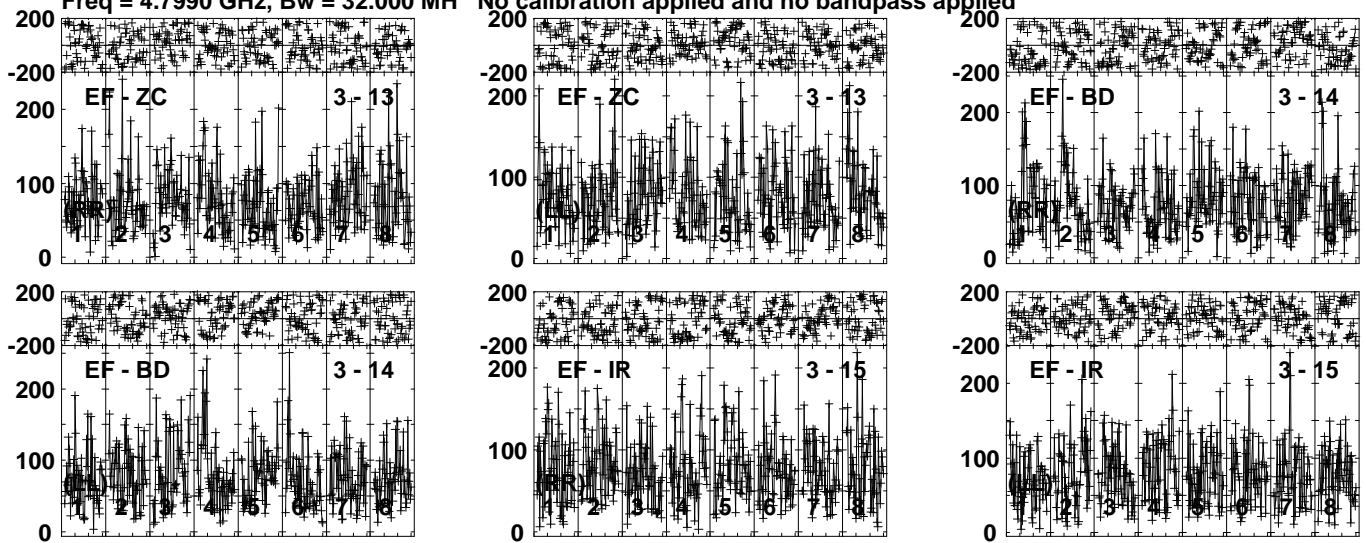 Freq = 4.7990 GHz, Bw = 32.000 MH No calibration applied and no bandpass applied
200 200 200
-200 -200 -200
EF - ZC 3 - 13 EF - ZC 3 - 13 EF - BD 3 - 14
200 200 200
100 100 100
(RR) (LL) (RR)
1 2 3 4 5 6 7 8 1 2 3 4 5 6 7 8 1 2 3 4 5 6 7 8
0 0 0
200 200 200
-200 -200 -200
EF - BD 3 - 14 EF - IR 3 - 15 EF - IR 3 - 15
200 200 200
100 100 100
(LL) (RR) (LL)
1 2 3 4 5 6 7 8 1 2 3 4 5 6 7 8 1 2 3 4 5 6 7 8
0 0 0